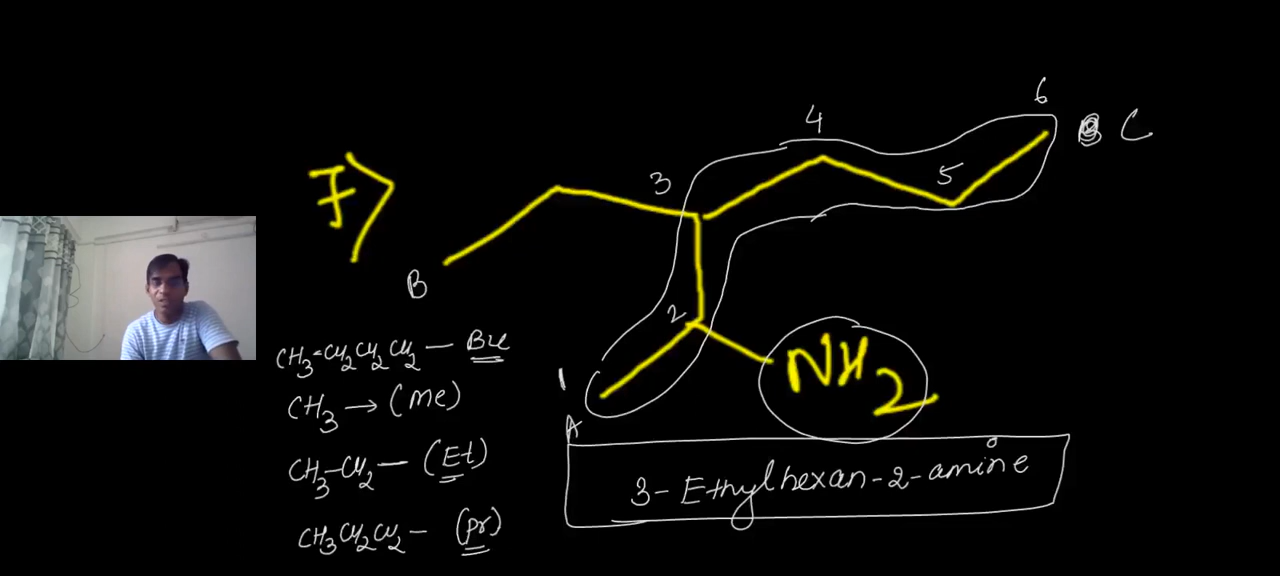 6
4
C
F>
3
5
B
2
CH3-CH2CH2CH2 — Bu
NH2
1
CH3 → (Me)
A
CH3-CH2 — (Et)
3-Ethylhexan-2-amine
CH3CH2CH2 — (Pr)